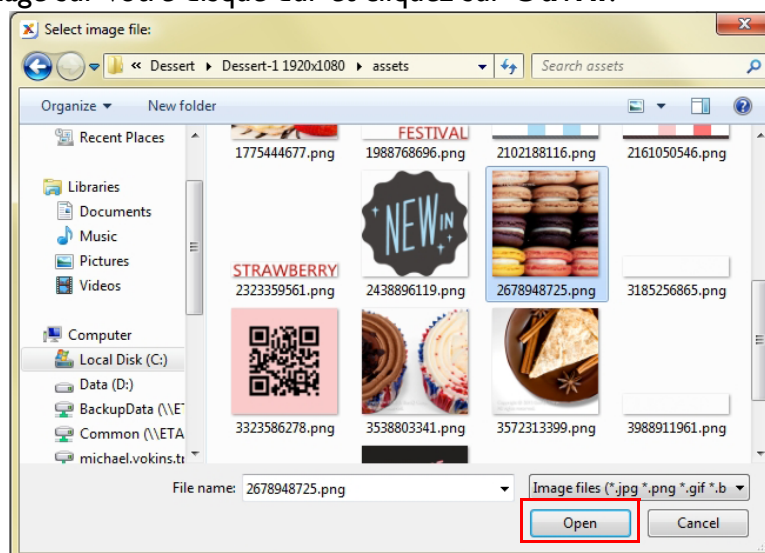 Select image file:
« Dessert ▸ Dessert-1 1920x1080 ▸ assets
Search assets
Organize
New folder
Recent Places
Libraries
Documents
Music
Pictures
Videos
Computer
Local Disk (C:)
Data (D:)
BackupData (\\ET
Common (\\ETA
michael.vokins.t
FESTIVAL
1775444677.png
1988768696.png
2102188116.png
2161050546.png
STRAWBERRY
NEW IN
2323359561.png
2438896119.png
2678948725.png
3185256865.png
3323586278.png
3538803341.png
3572313399.png
3988911961.png
File name:
2678948725.png
Image files (*.jpg *.png *.gif *.b
Open
Cancel